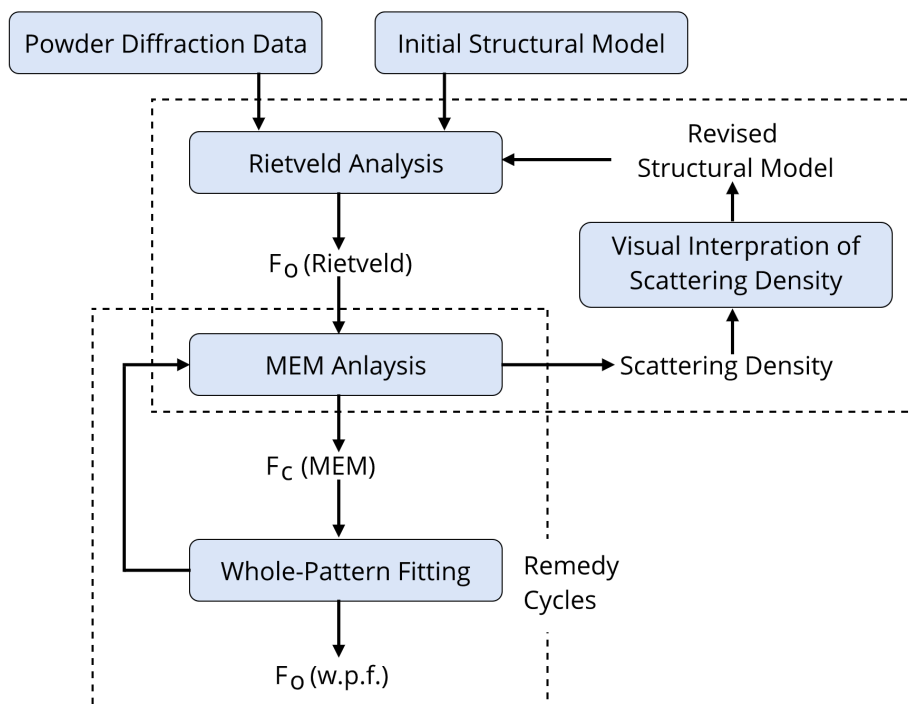 Powder Diffraction Data
Initial Structural Model
Rietveld Analysis
Revised
Structural Model
Visual Interpration of
Scattering Density
Fo (Rietveld)
MEM Anlaysis
Scattering Density
Fc (MEM)
Whole-Pattern Fitting
Remedy
Cycles
Fo (w.p.f.)